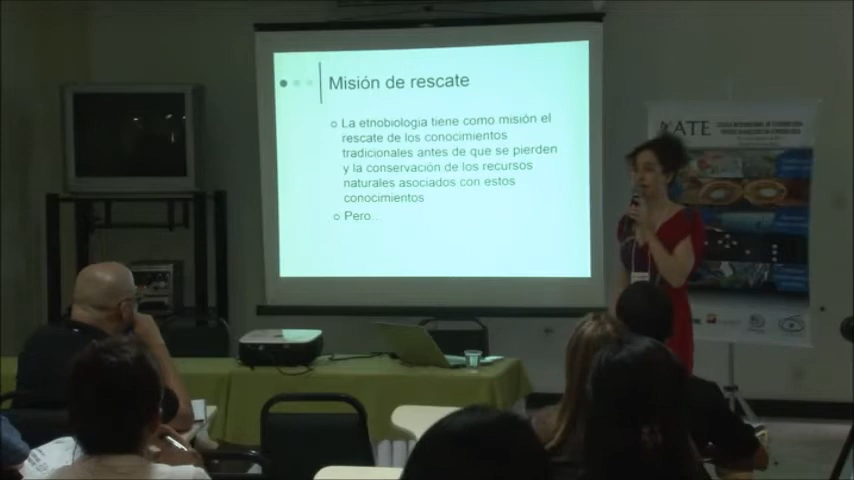 Misión de rescate
La etnobiologia tiene como misión el
rescate de los conocimientos
tradicionales antes de que se pierden
y la conservación de los recursos
naturales asociados con estos
conocimientos
Pero..